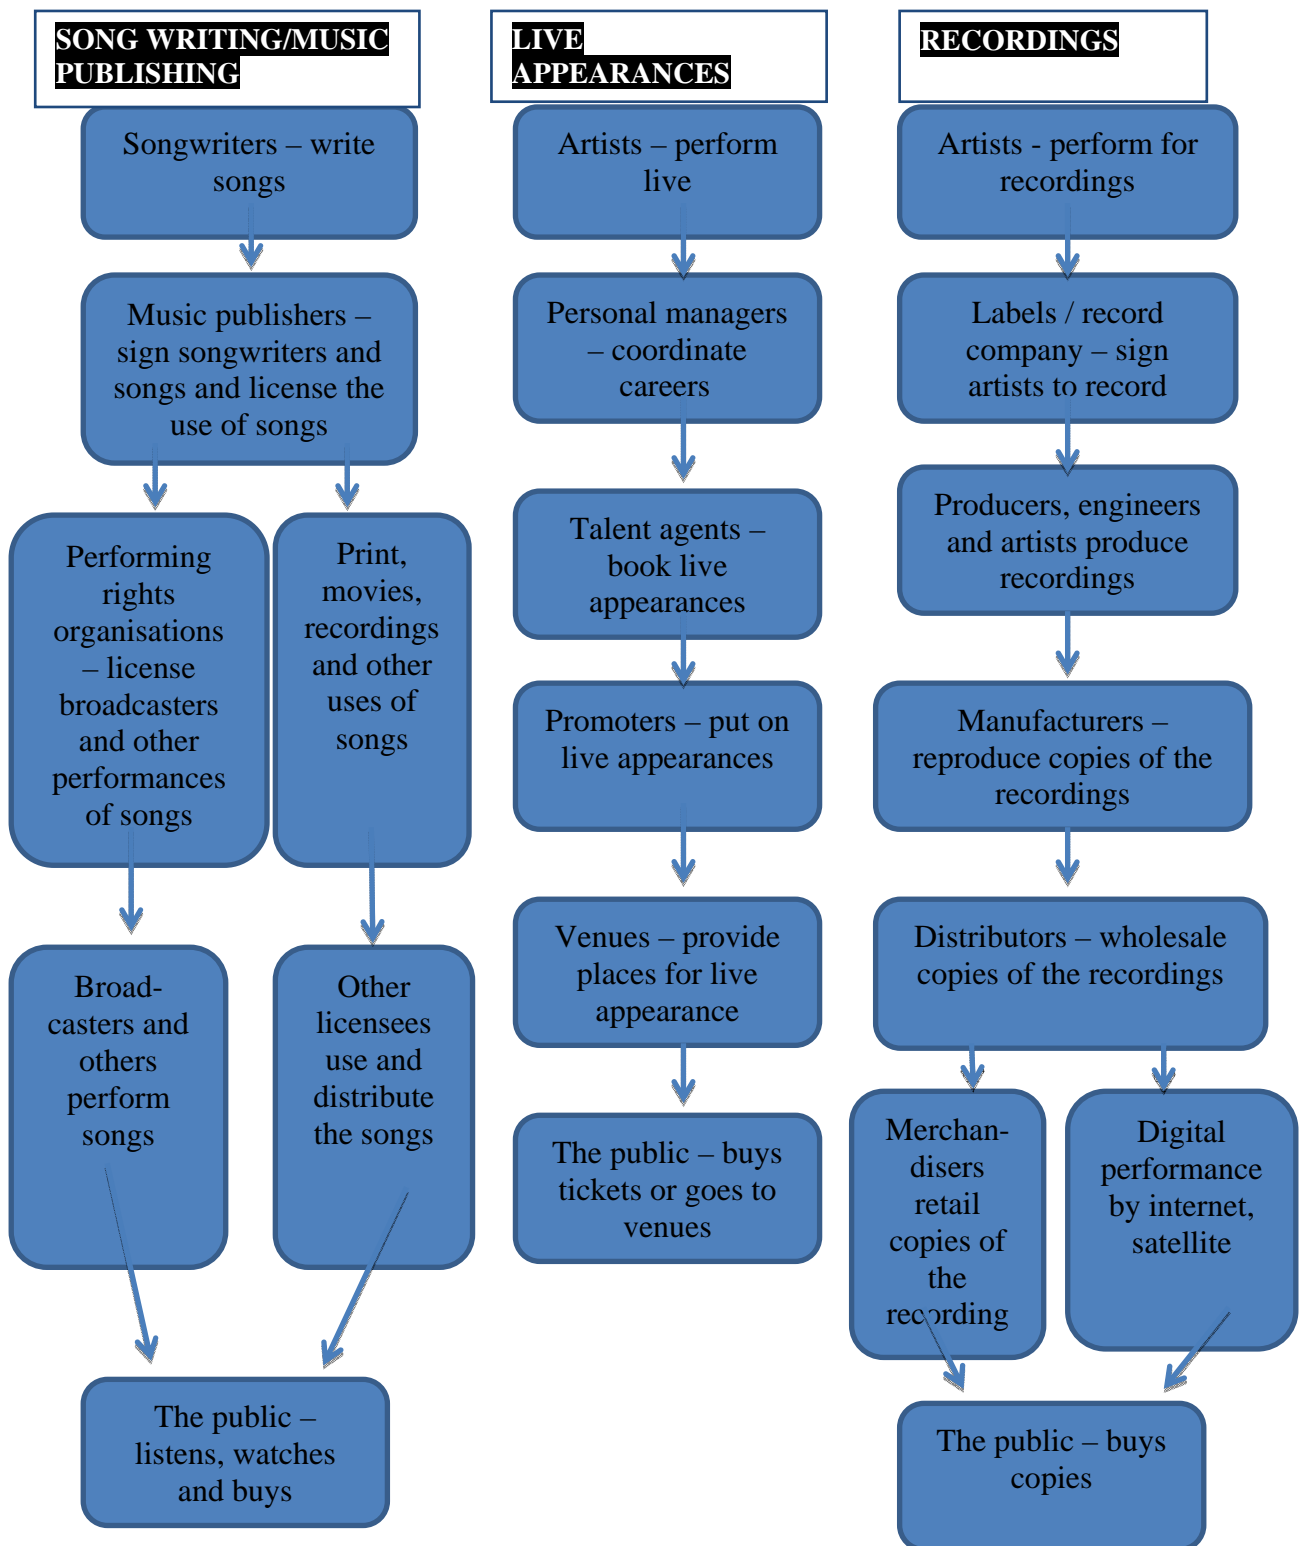 SONG WRITING/MUSIC
PUBLISHING
Songwriters – write
songs
Music publishers –
sign songwriters and
songs and license the
use of songs
Performing
rights
organisations
– license
broadcasters
and other
performances
of songs
Print,
movies,
recordings
and other
uses of
songs
Broad-
casters and
others
perform
songs
Other
licensees
use and
distribute
the songs
The public –
listens, watches
and buys
LIVE
APPEARANCES
Artists – perform
live
Personal managers
– coordinate
careers
Talent agents –
book live
appearances
Promoters – put on
live appearances
Venues – provide
places for live
appearance
The public – buys
tickets or goes to
venues
RECORDINGS
Artists - perform for
recordings
Labels / record
company – sign
artists to record
Producers, engineers
and artists produce
recordings
Manufacturers –
reproduce copies of the
recordings
Distributors – wholesale
copies of the recordings
Merchan-
disers
retail
copies of
the
recording
Digital
performance
by internet,
satellite
The public – buys
copies